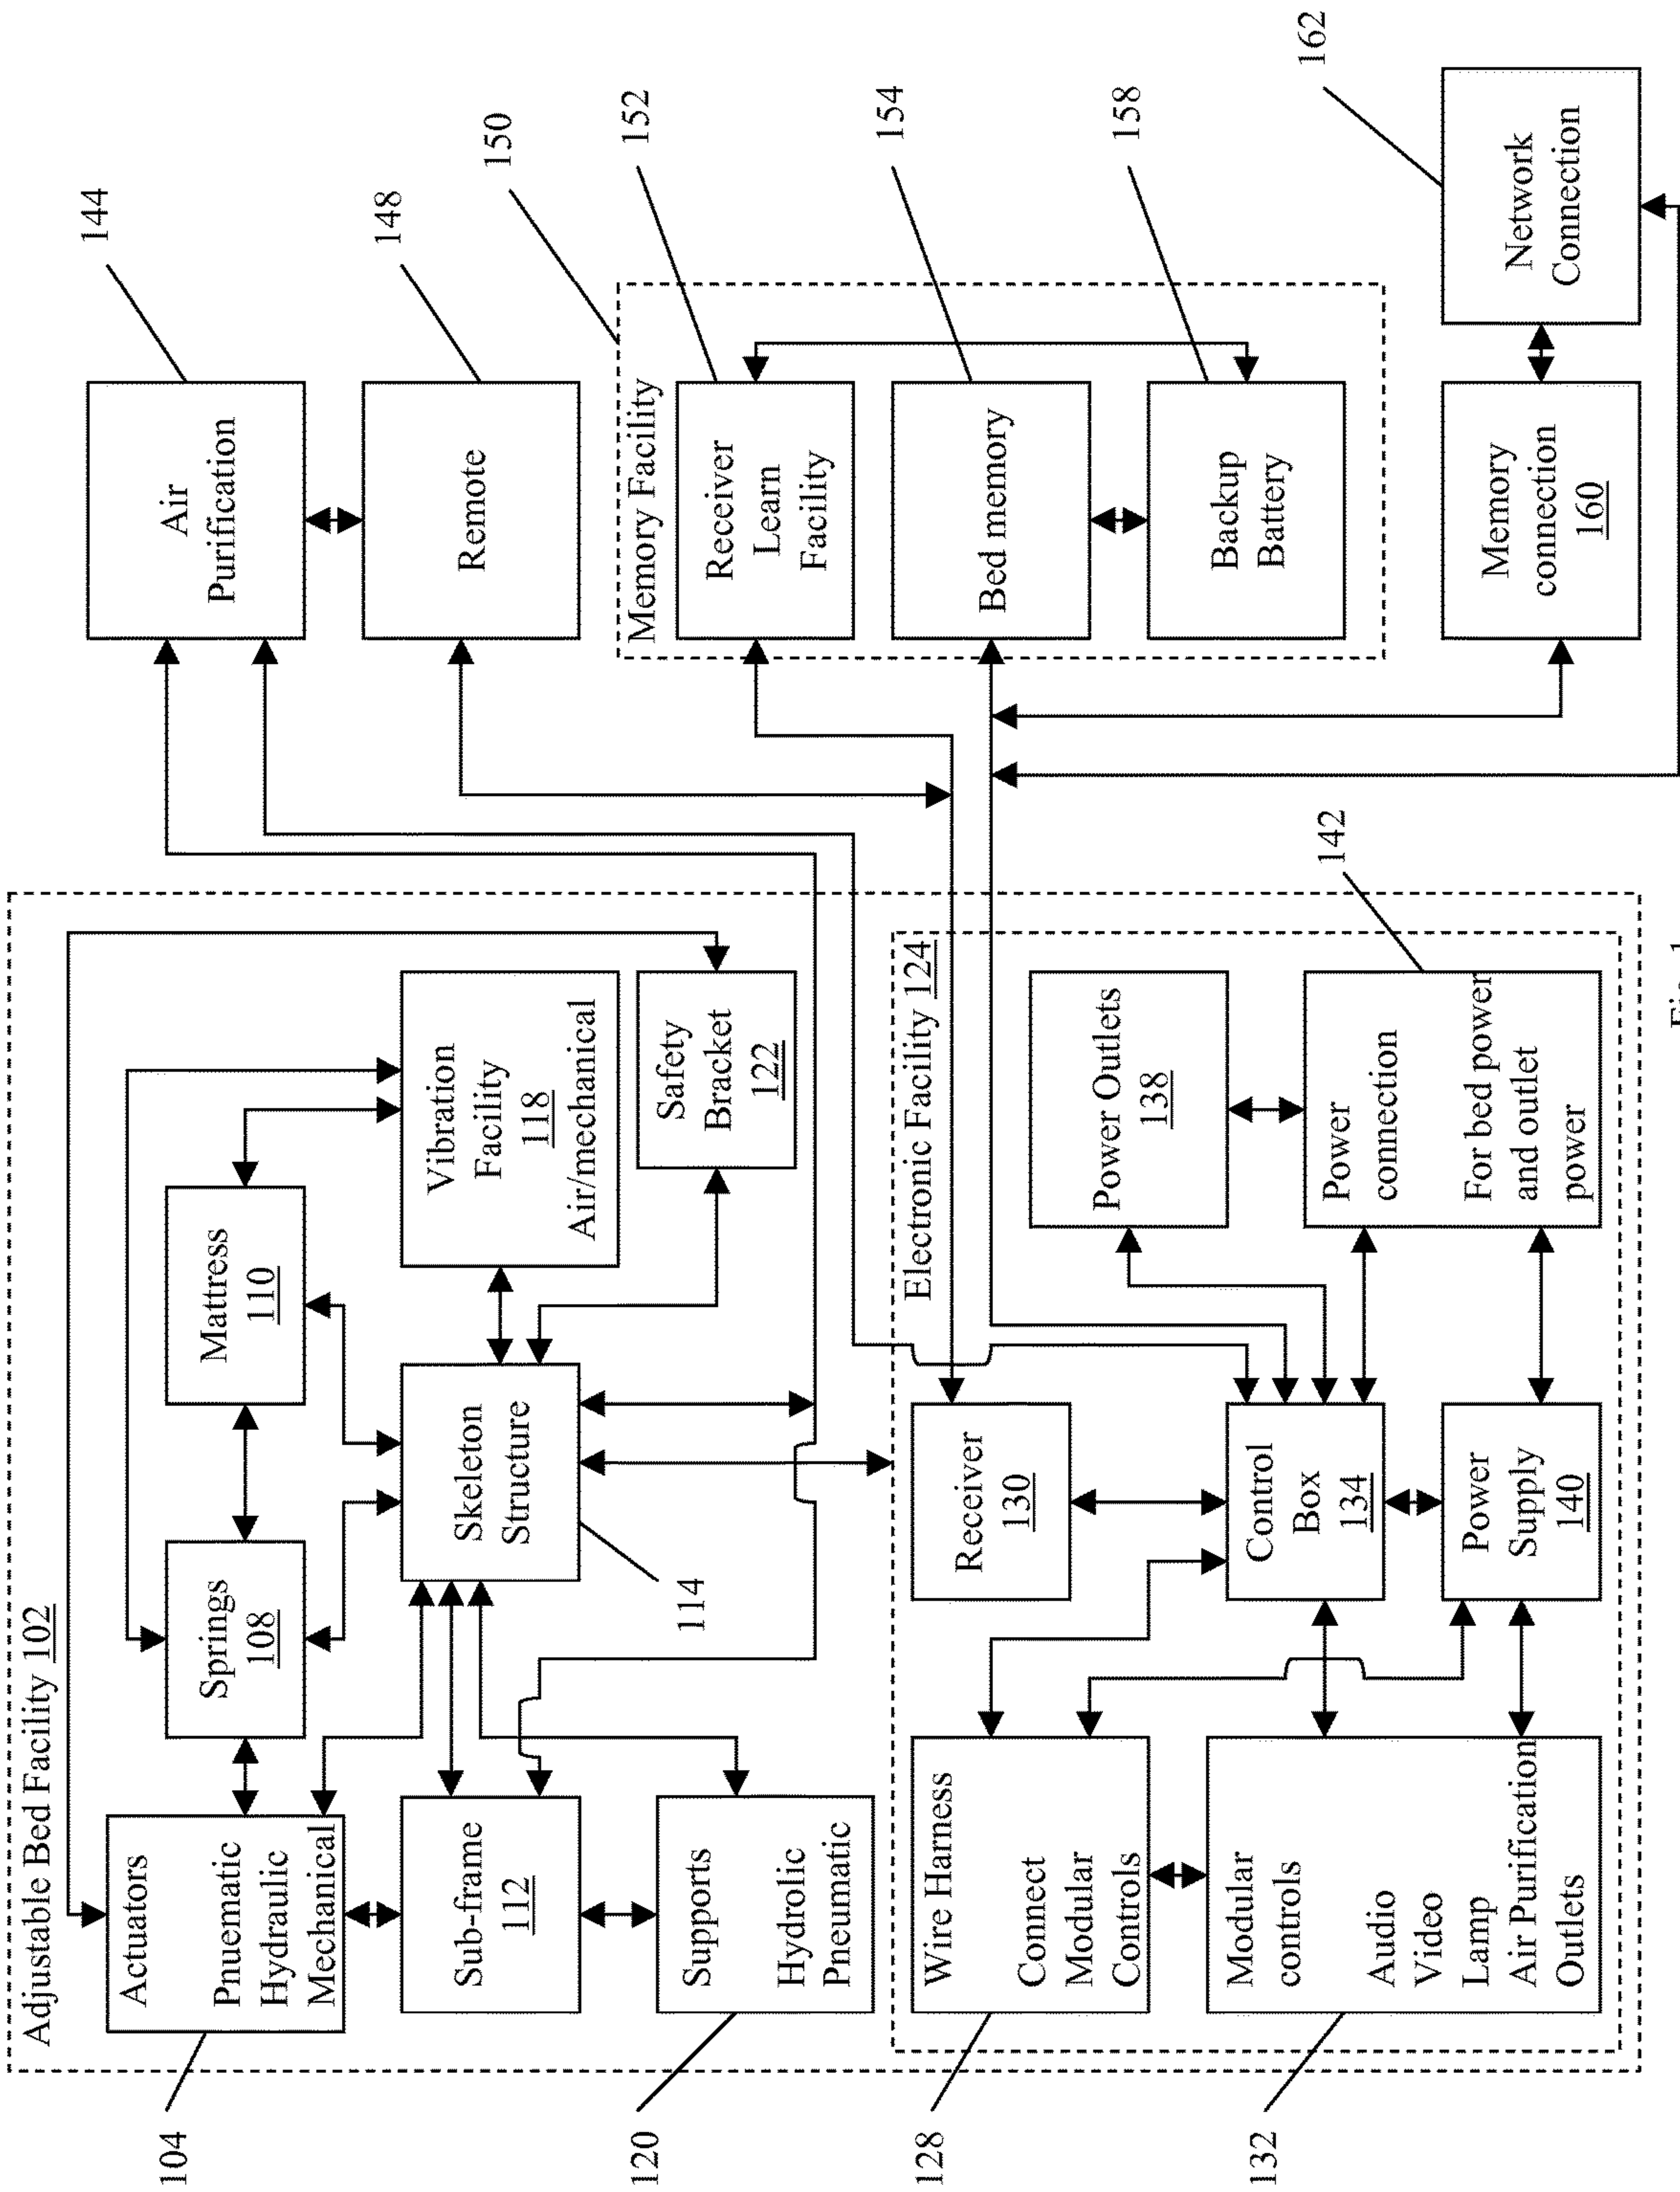 Adjustable Bed Facility 102
104
Actuators
Pnuematic
Hydraulic
Mechanical
Springs
108
Mattress
110
Sub-frame
112
Skeleton
Structure
114
Vibration
Facility
118
Air/mechanical
Supports
Hydrolic
Pneumatic
120
Safety
Bracket
122
Electronic Facility 124
Wire Harness
Connect
Modular
Controls
128
Receiver
130
Modular
controls
Audio
Video
Lamp
Air Purification
Outlets
132
Control
Box
134
Power Outlets
138
Power
Supply
140
Power
connection
For bed power
and outlet
power
142
Air
Purification
144
Remote
148
Memory Facility
150
Receiver
Learn
Facility
152
Bed memory
154
Backup
Battery
158
Memory
connection
160
Network
Connection
162